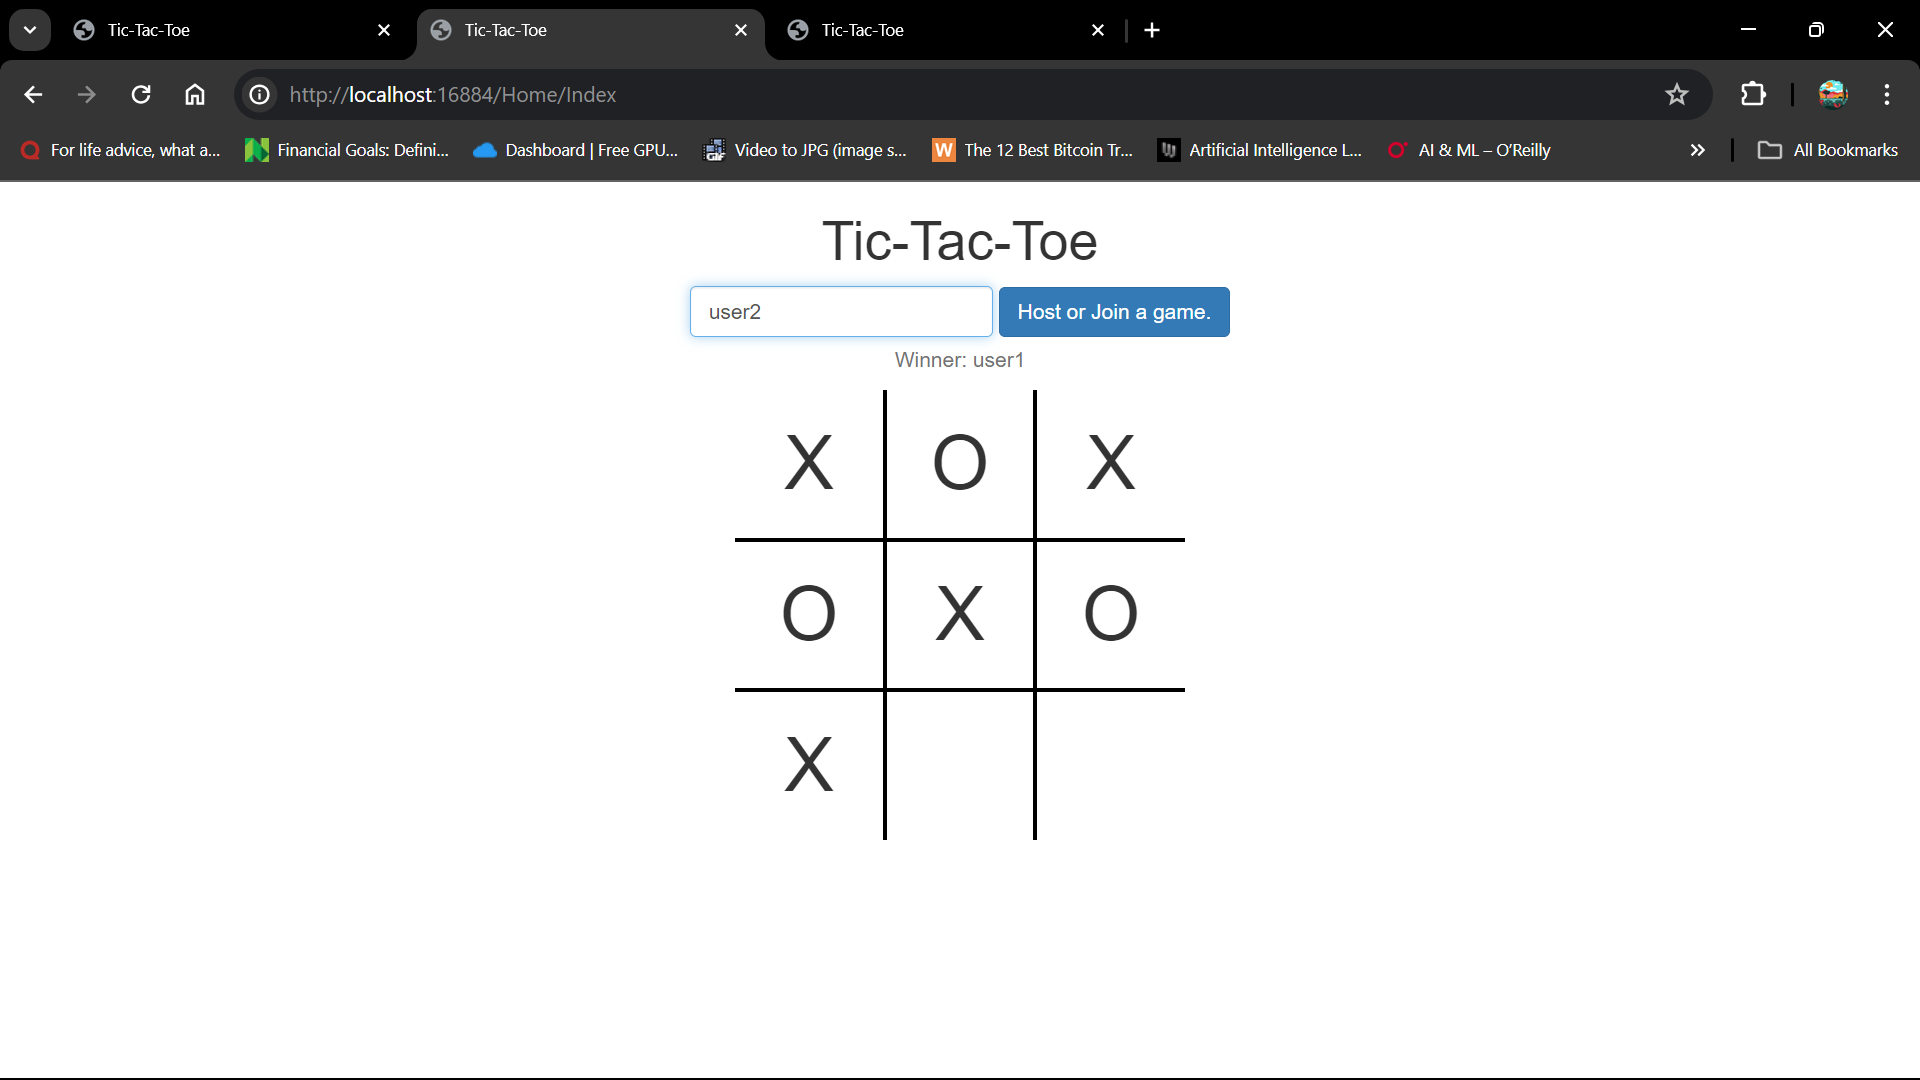 Tic-Tac-Toe
Tic-Tac-Toe
Tic-Tac-Toe
http://localhost:16884/Home/Index
For life advice, what a...
Financial Goals: Defini...
Dashboard | Free GPU...
Video to JPG (image s...
W The 12 Best Bitcoin Tr...
Artificial Intelligence L...
AI & ML – O'Reilly
All Bookmarks
Tic-Tac-Toe
user2
Host or Join a game.
Winner: user1
X O X
O X O
X